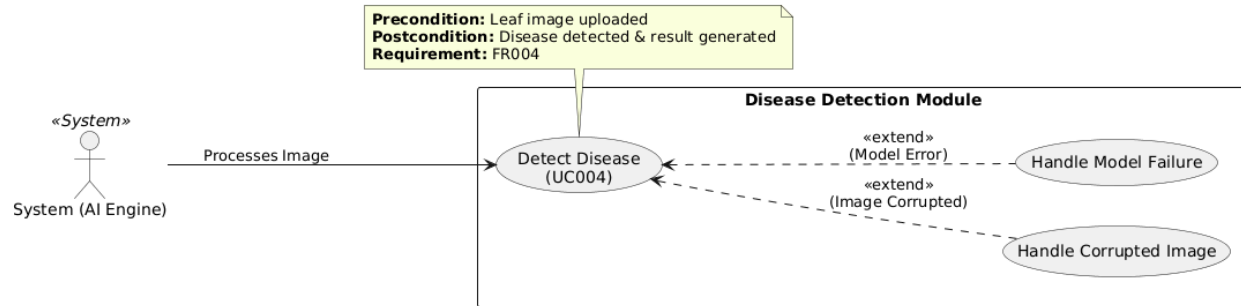 Precondition: Leaf image uploaded
Postcondition: Disease detected & result generated
Requirement: FR004
Disease Detection Module
«System»
System (AI Engine)
Processes Image
Detect Disease
(UC004)
«extend»
(Model Error)
Handle Model Failure
«extend»
(Image Corrupted)
Handle Corrupted Image